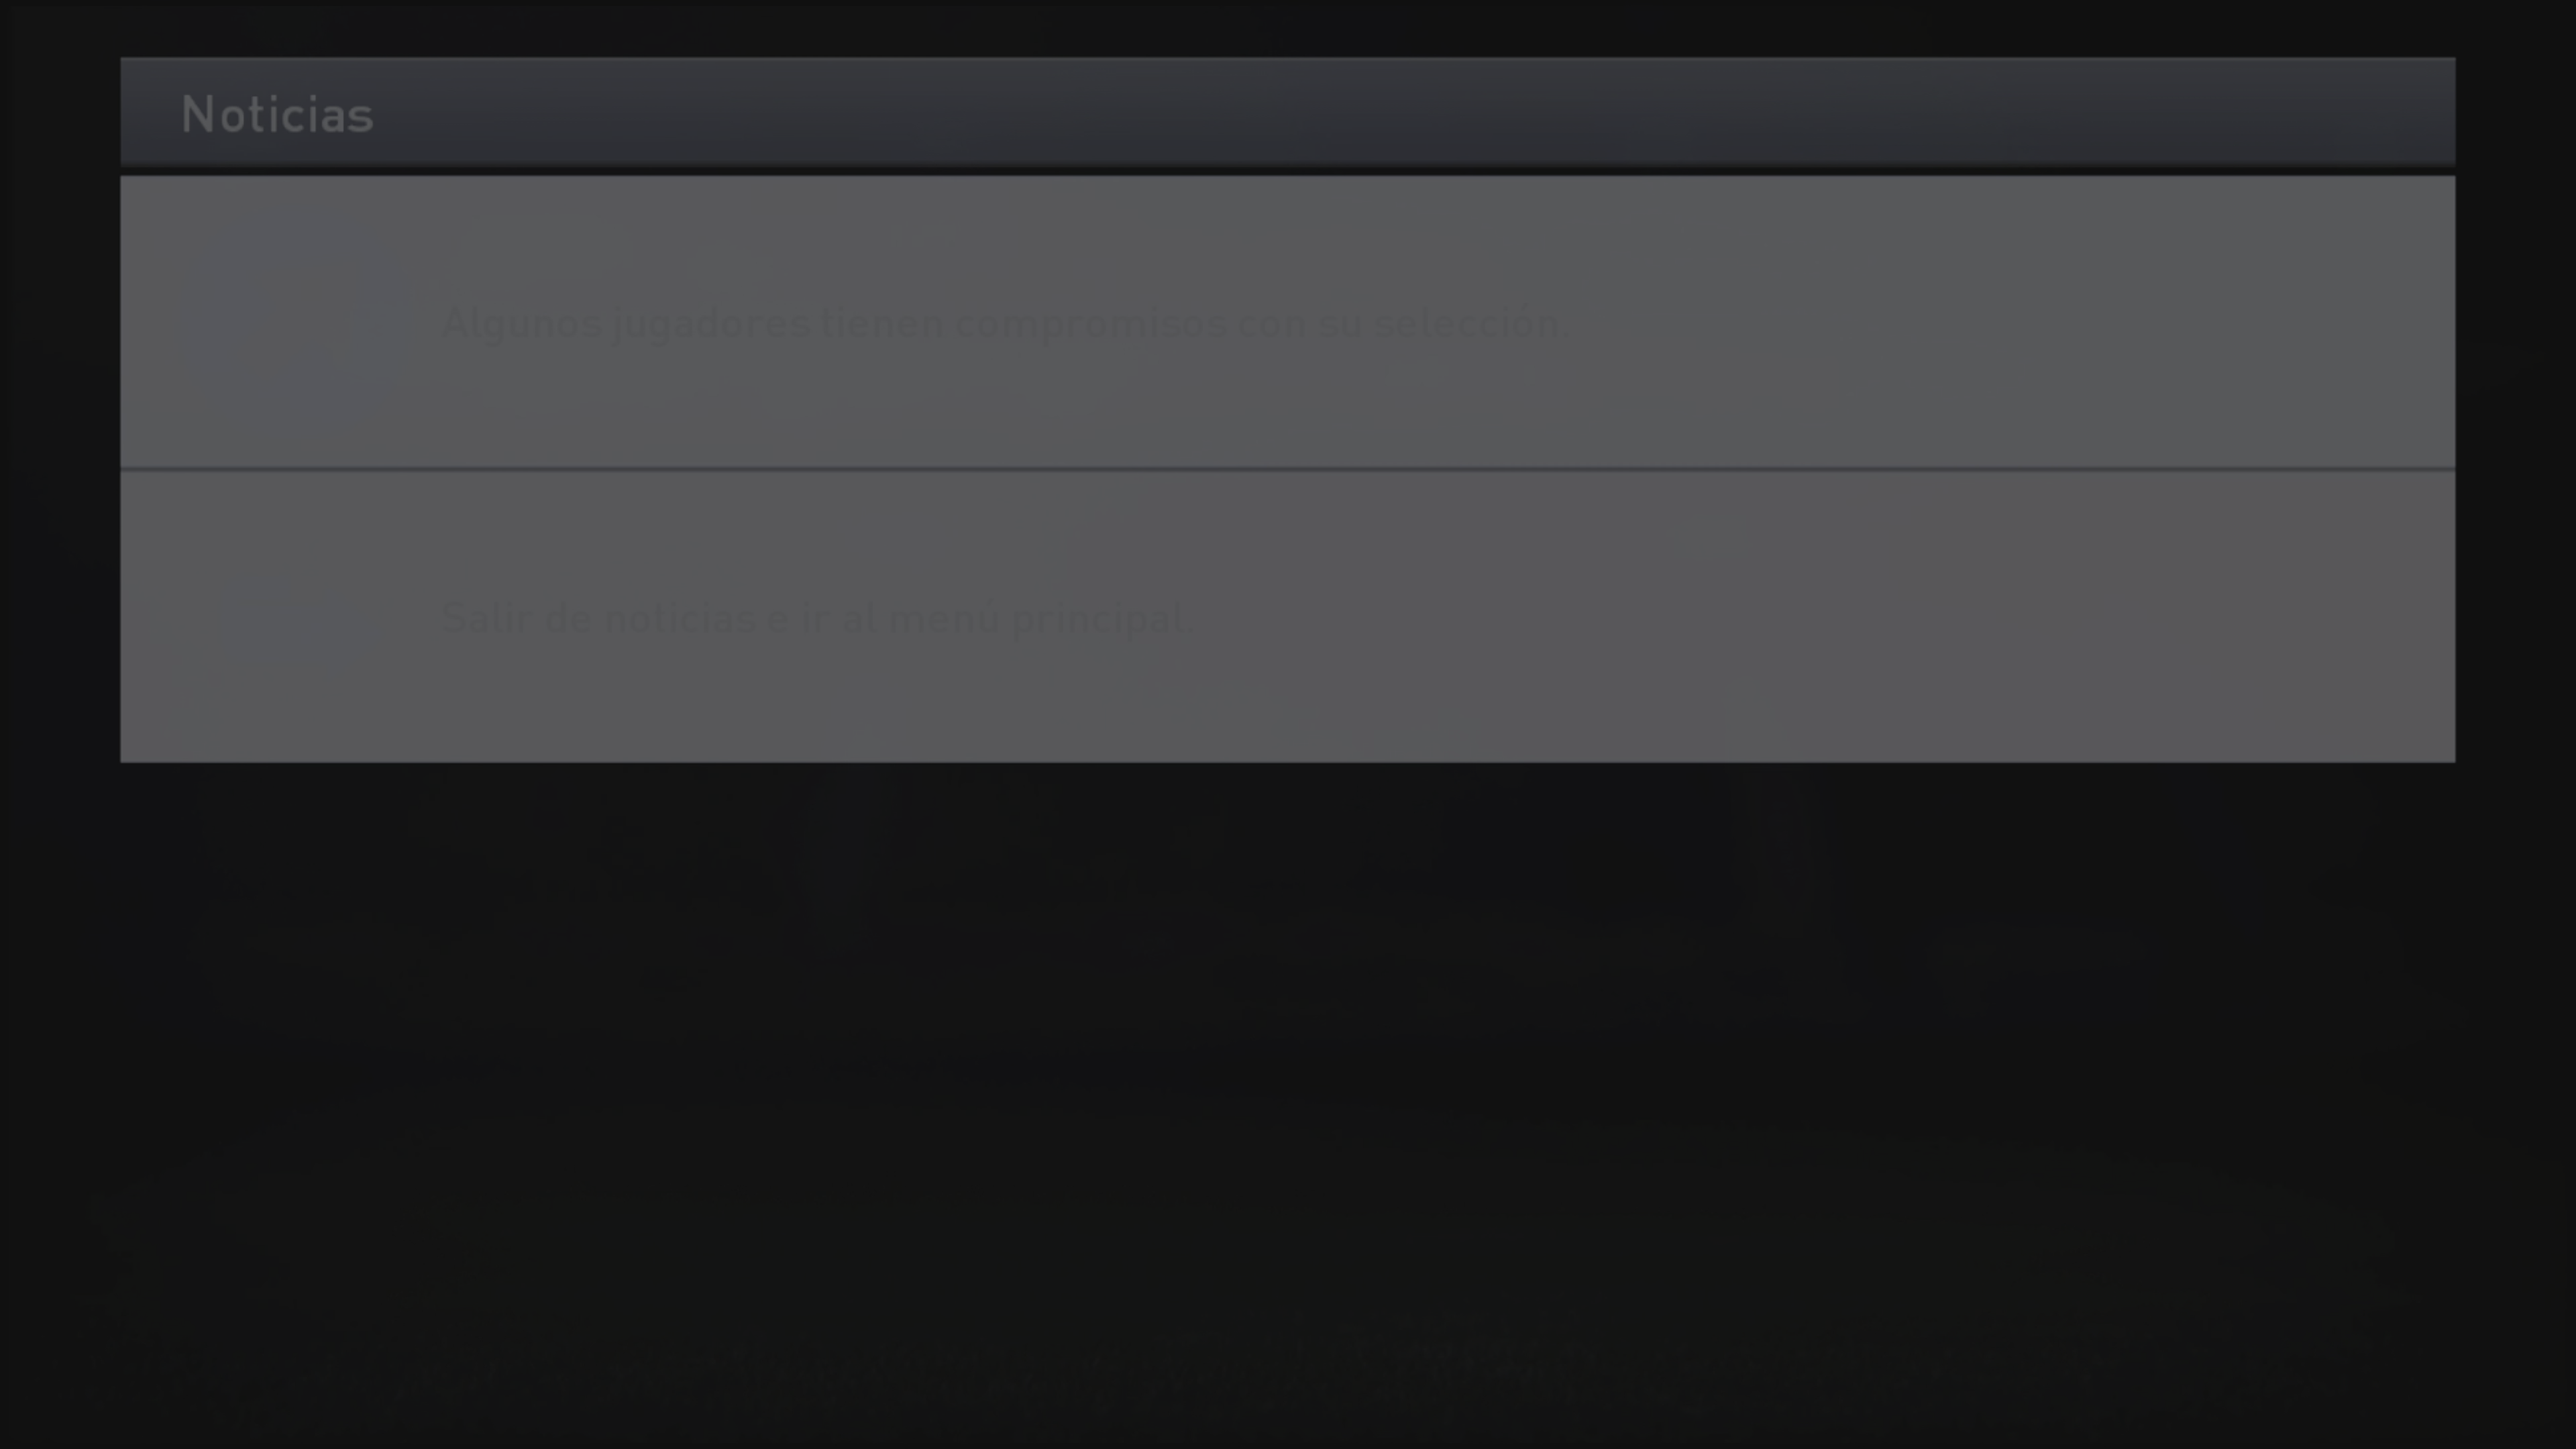 Noticias
Algunos jugadores tienen compromisos con su selección.
Salir de noticias e ir al menú principal.